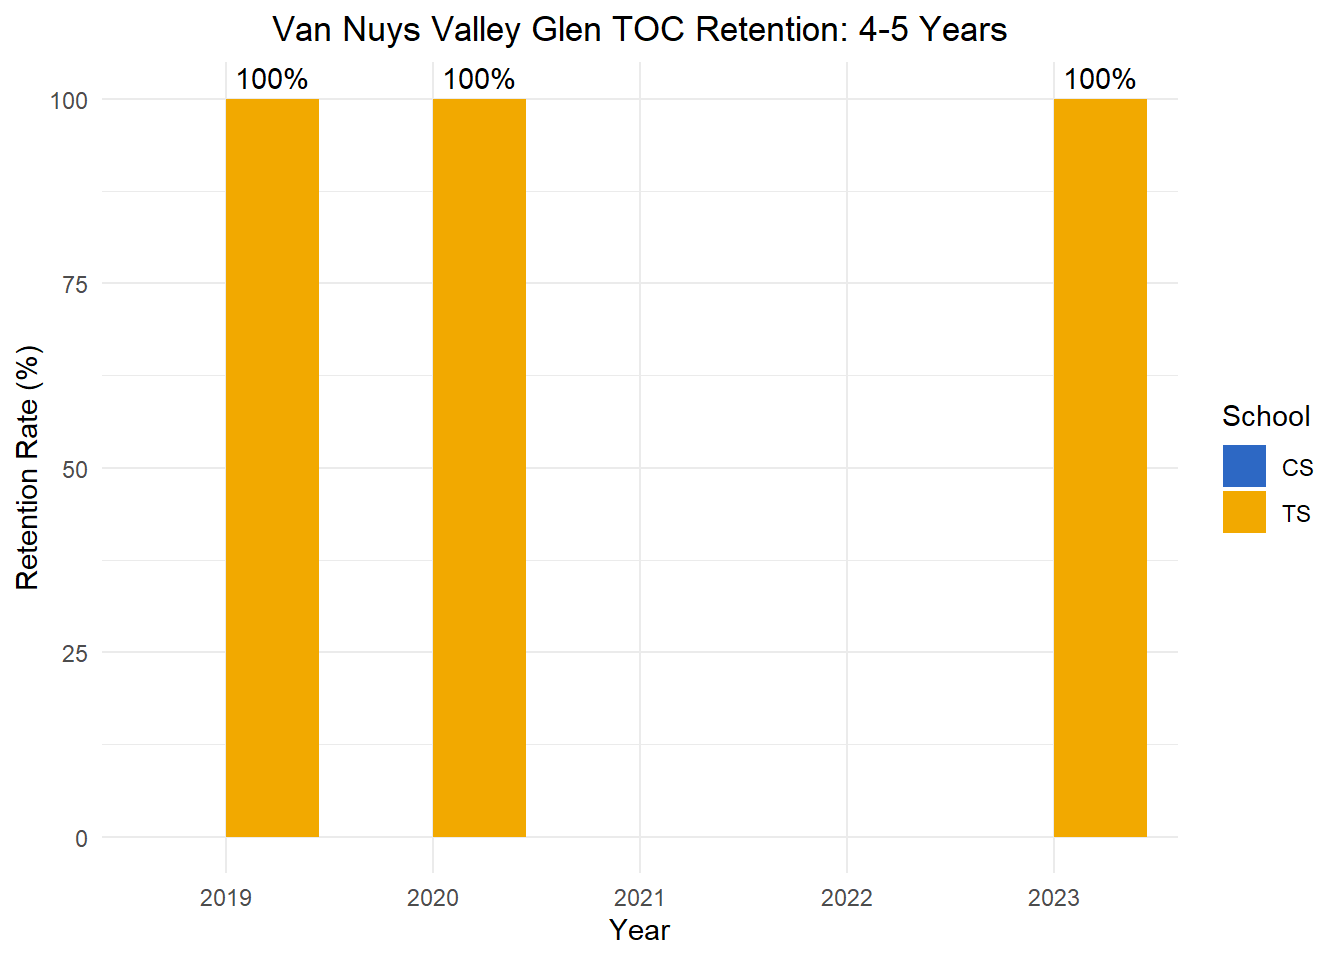 Van Nuys Valley Glen TOC Retention: 4-5 Years
100% 100% 100%
100
75
50
25
0
Retention Rate (%)
2019 2020 2021 2022 2023
Year
School
CS
TS